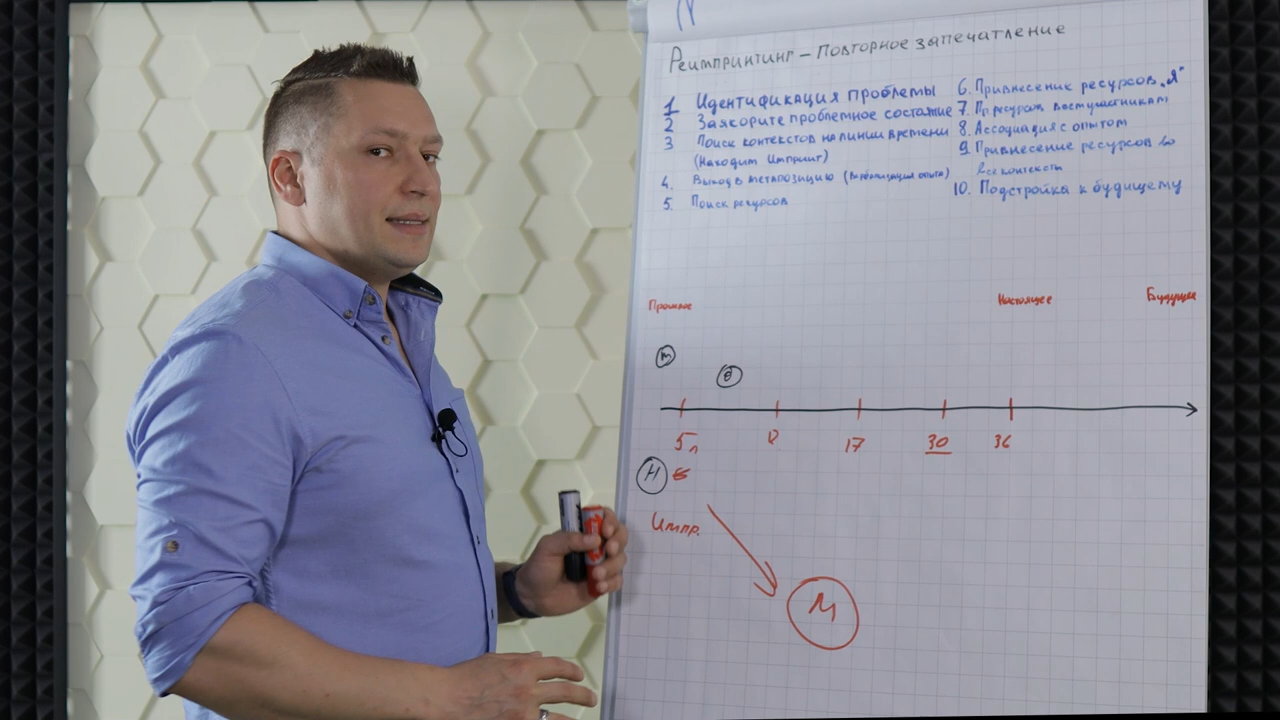 Реимпринтинг – Повторное запечатление
1 Идентификация проблемы
2 Заякорите проблемное состояние
3 Поиск контекстов на линии времени
(Находим Импринт)
4. Выход в метапозицию (Вербализация опыта)
5. Поиск ресурсов
6. Привнесение ресурсов "Я"
7. Пр ресурсов всем участникам
8. Ассоциация с опытом
9 Привнесение ресурсов во
все контексты
10. Подстройка к будищему
Прошлое Настоящее Будущее
М
5л 8 17 30 36
И
Импр.
М